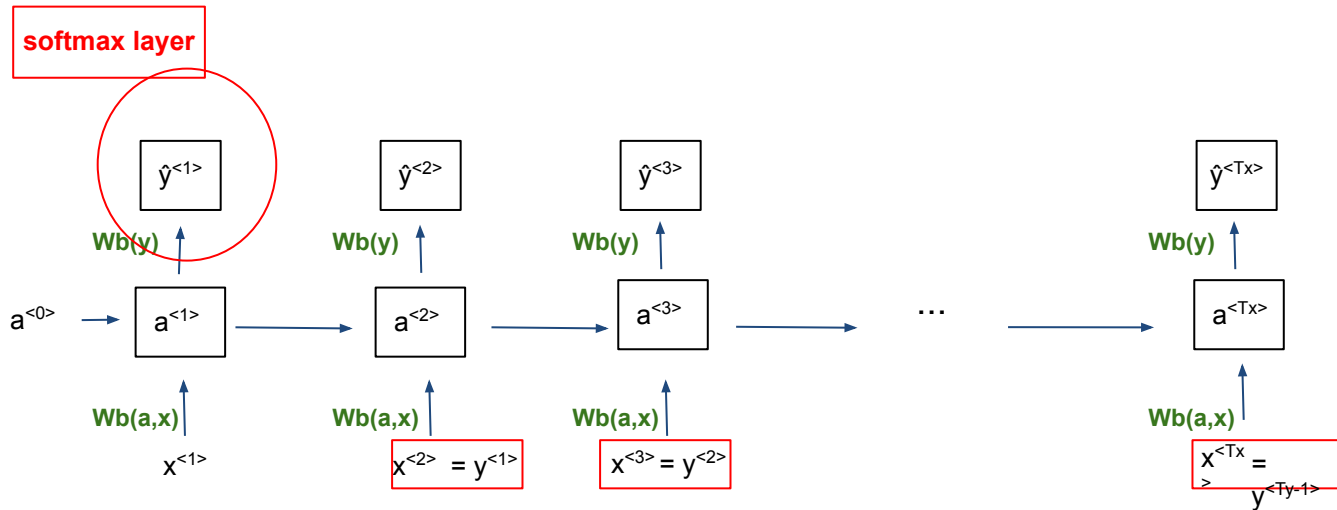 softmax layer
ŷ<1> ŷ<2> ŷ<3> ŷ<Tx>
Wb(y) Wb(y) Wb(y) Wb(y)
a<0> a<1> a<2> a<3> ... a<Tx>
Wb(a,x) Wb(a,x) Wb(a,x) Wb(a,x)
x<1> x<2> = y<1> x<3> = y<2> x<Tx> = y<Ty-1>